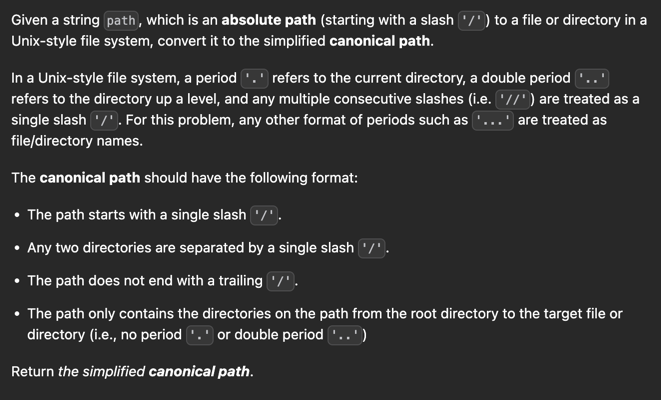 Given a string path, which is an absolute path (starting with a slash '/') to a file or directory in a
Unix-style file system, convert it to the simplified canonical path.
In a Unix-style file system, a period '.' refers to the current directory, a double period '..'
refers to the directory up a level, and any multiple consecutive slashes (i.e. '//') are treated as a
single slash '/'. For this problem, any other format of periods such as '...' are treated as
file/directory names.
The canonical path should have the following format:
• The path starts with a single slash '/'.
• Any two directories are separated by a single slash '/'.
• The path does not end with a trailing '/'.
• The path only contains the directories on the path from the root directory to the target file or
directory (i.e., no period '.' or double period '..')
Return the simplified canonical path.